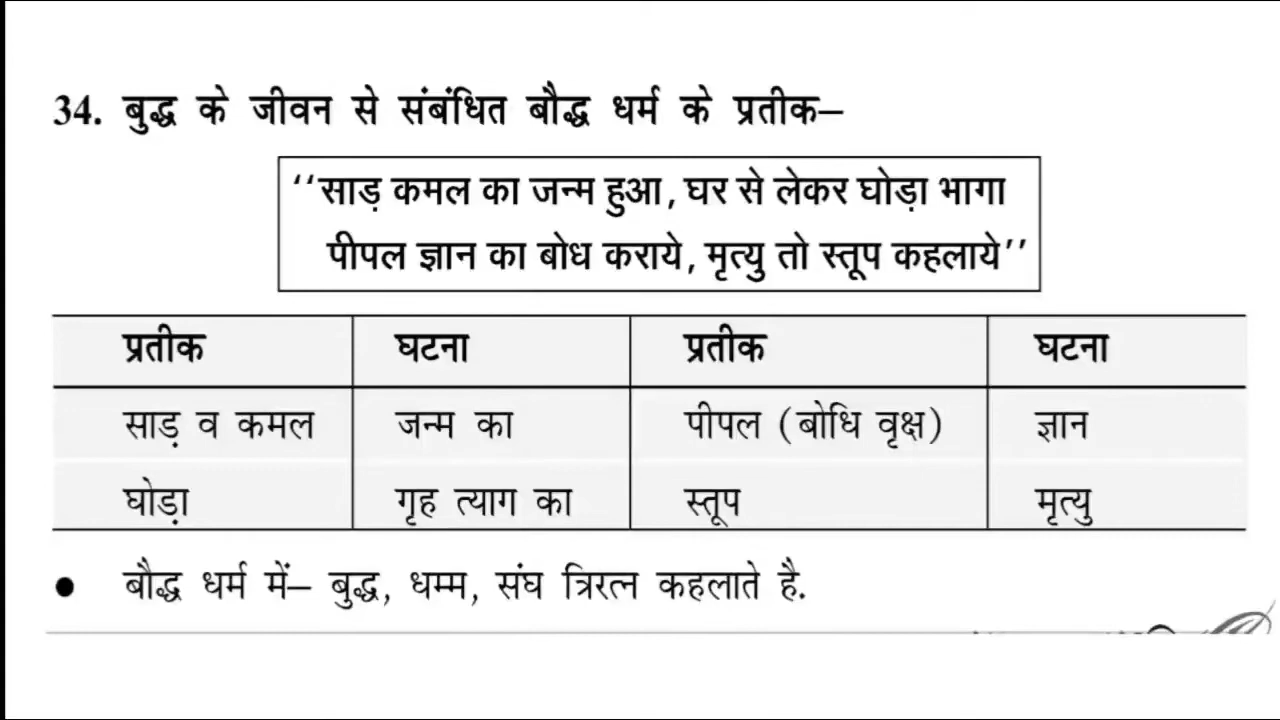 34. बुद्ध के जीवन से संबंधित बौद्ध धर्म के प्रतीक–
‘‘साड़ कमल का जन्म हुआ, घर से लेकर घोड़ा भागा
पीपल ज्ञान का बोध कराये, मृत्यु तो स्तूप कहलाये’’
प्रतीक घटना प्रतीक घटना
साड़ व कमल जन्म का पीपल (बोधि वृक्ष) ज्ञान
घोड़ा गृह त्याग का स्तूप मृत्यु
● बौद्ध धर्म में– बुद्ध, धम्म, संघ त्रिरत्न कहलाते है.